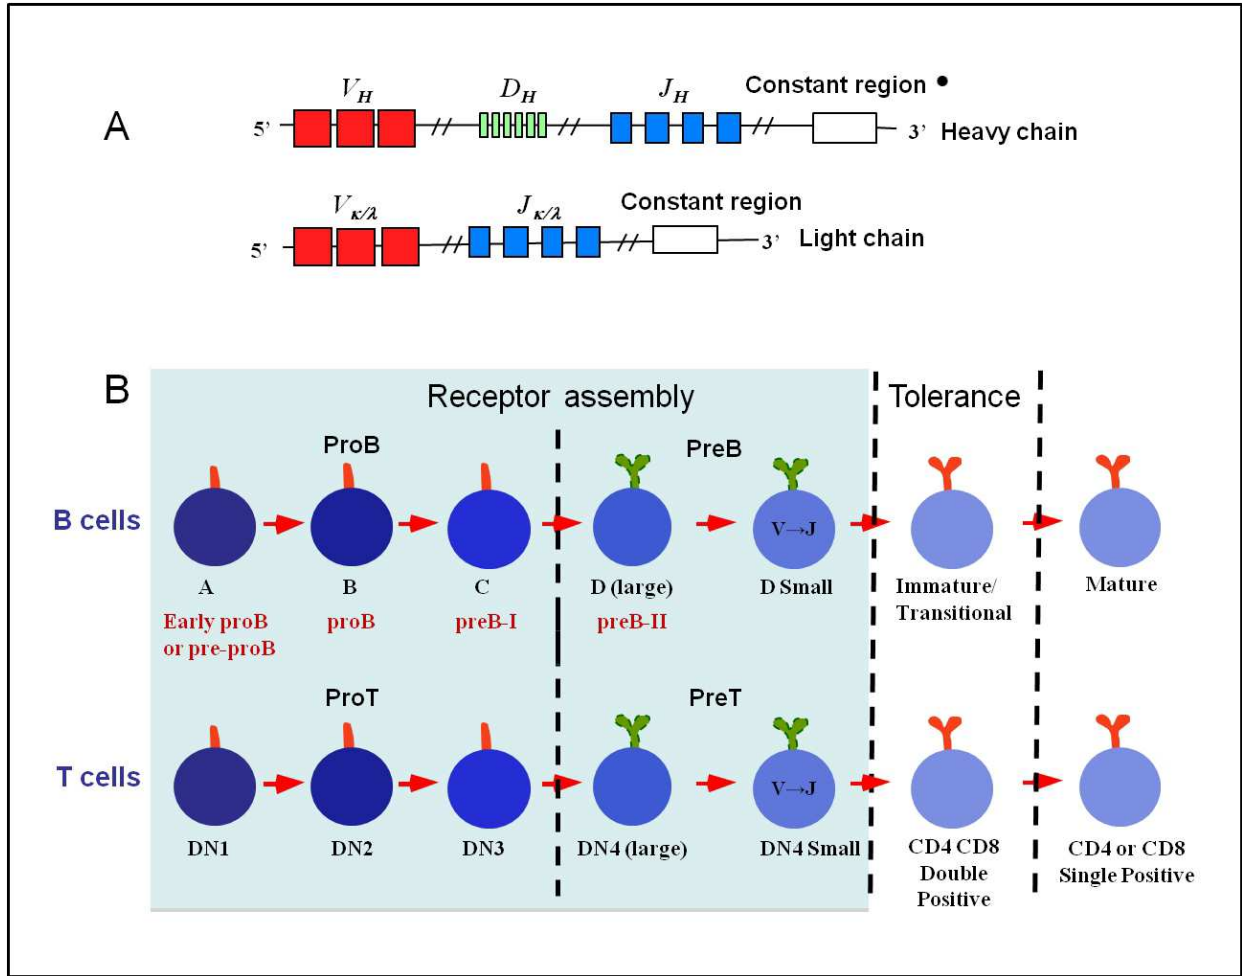 A
V_H D_H J_H Constant region •
5’ 3’ Heavy chain
V_κ/λ J_κ/λ Constant region
5’ 3’ Light chain
B
Receptor assembly Tolerance
ProB PreB
B cells
V→J
A B C D (large) D Small Immature/ Mature
Transitional
Early proB proB preB-I preB-II
or pre-proB
ProT PreT
T cells
V→J
DN1 DN2 DN3 DN4 (large) DN4 Small CD4 CD8 CD4 or CD8
Double Single Positive
Positive